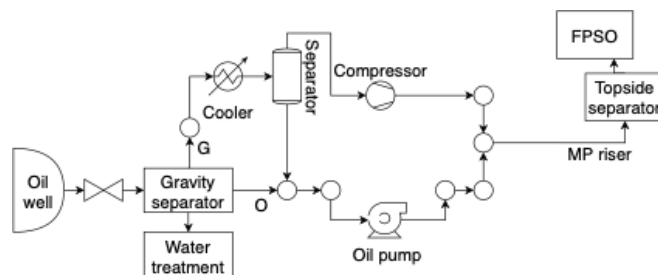 FPSO
Topside
separator
Separator
Compressor
Cooler
G
MP riser
Oil
well
Gravity
separator
O
Oil pump
Water
treatment